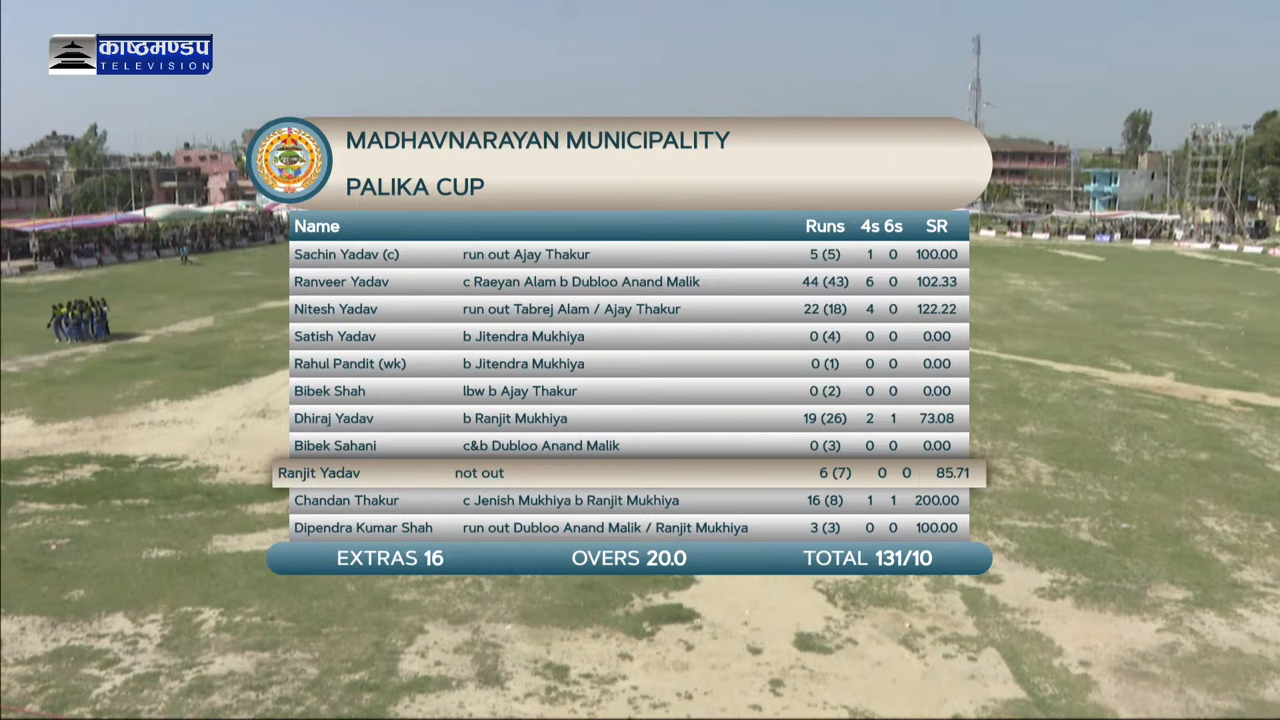 काष्ठमण्डप
TELEVISION
MADHAVNARAYAN MUNICIPALITY
PALIKA CUP
Name Runs 4s 6s SR
Sachin Yadav (c) run out Ajay Thakur 5 (5) 1 0 100.00
Ranveer Yadav c Raeyan Alam b Dubloo Anand Malik 44 (43) 6 0 102.33
Nitesh Yadav run out Tabrej Alam / Ajay Thakur 22 (18) 4 0 122.22
Satish Yadav b Jitendra Mukhiya 0 (4) 0 0 0.00
Rahul Pandit (wk) b Jitendra Mukhiya 0 (1) 0 0 0.00
Bibek Shah lbw b Ajay Thakur 0 (2) 0 0 0.00
Dhiraj Yadav b Ranjit Mukhiya 19 (26) 2 1 73.08
Bibek Sahani c&b Dubloo Anand Malik 0 (3) 0 0 0.00
Ranjit Yadav not out 6 (7) 0 0 85.71
Chandan Thakur c Jenish Mukhiya b Ranjit Mukhiya 16 (8) 1 1 200.00
Dipendra Kumar Shah run out Dubloo Anand Malik / Ranjit Mukhiya 3 (3) 0 0 100.00
EXTRAS 16 OVERS 20.0 TOTAL 131/10